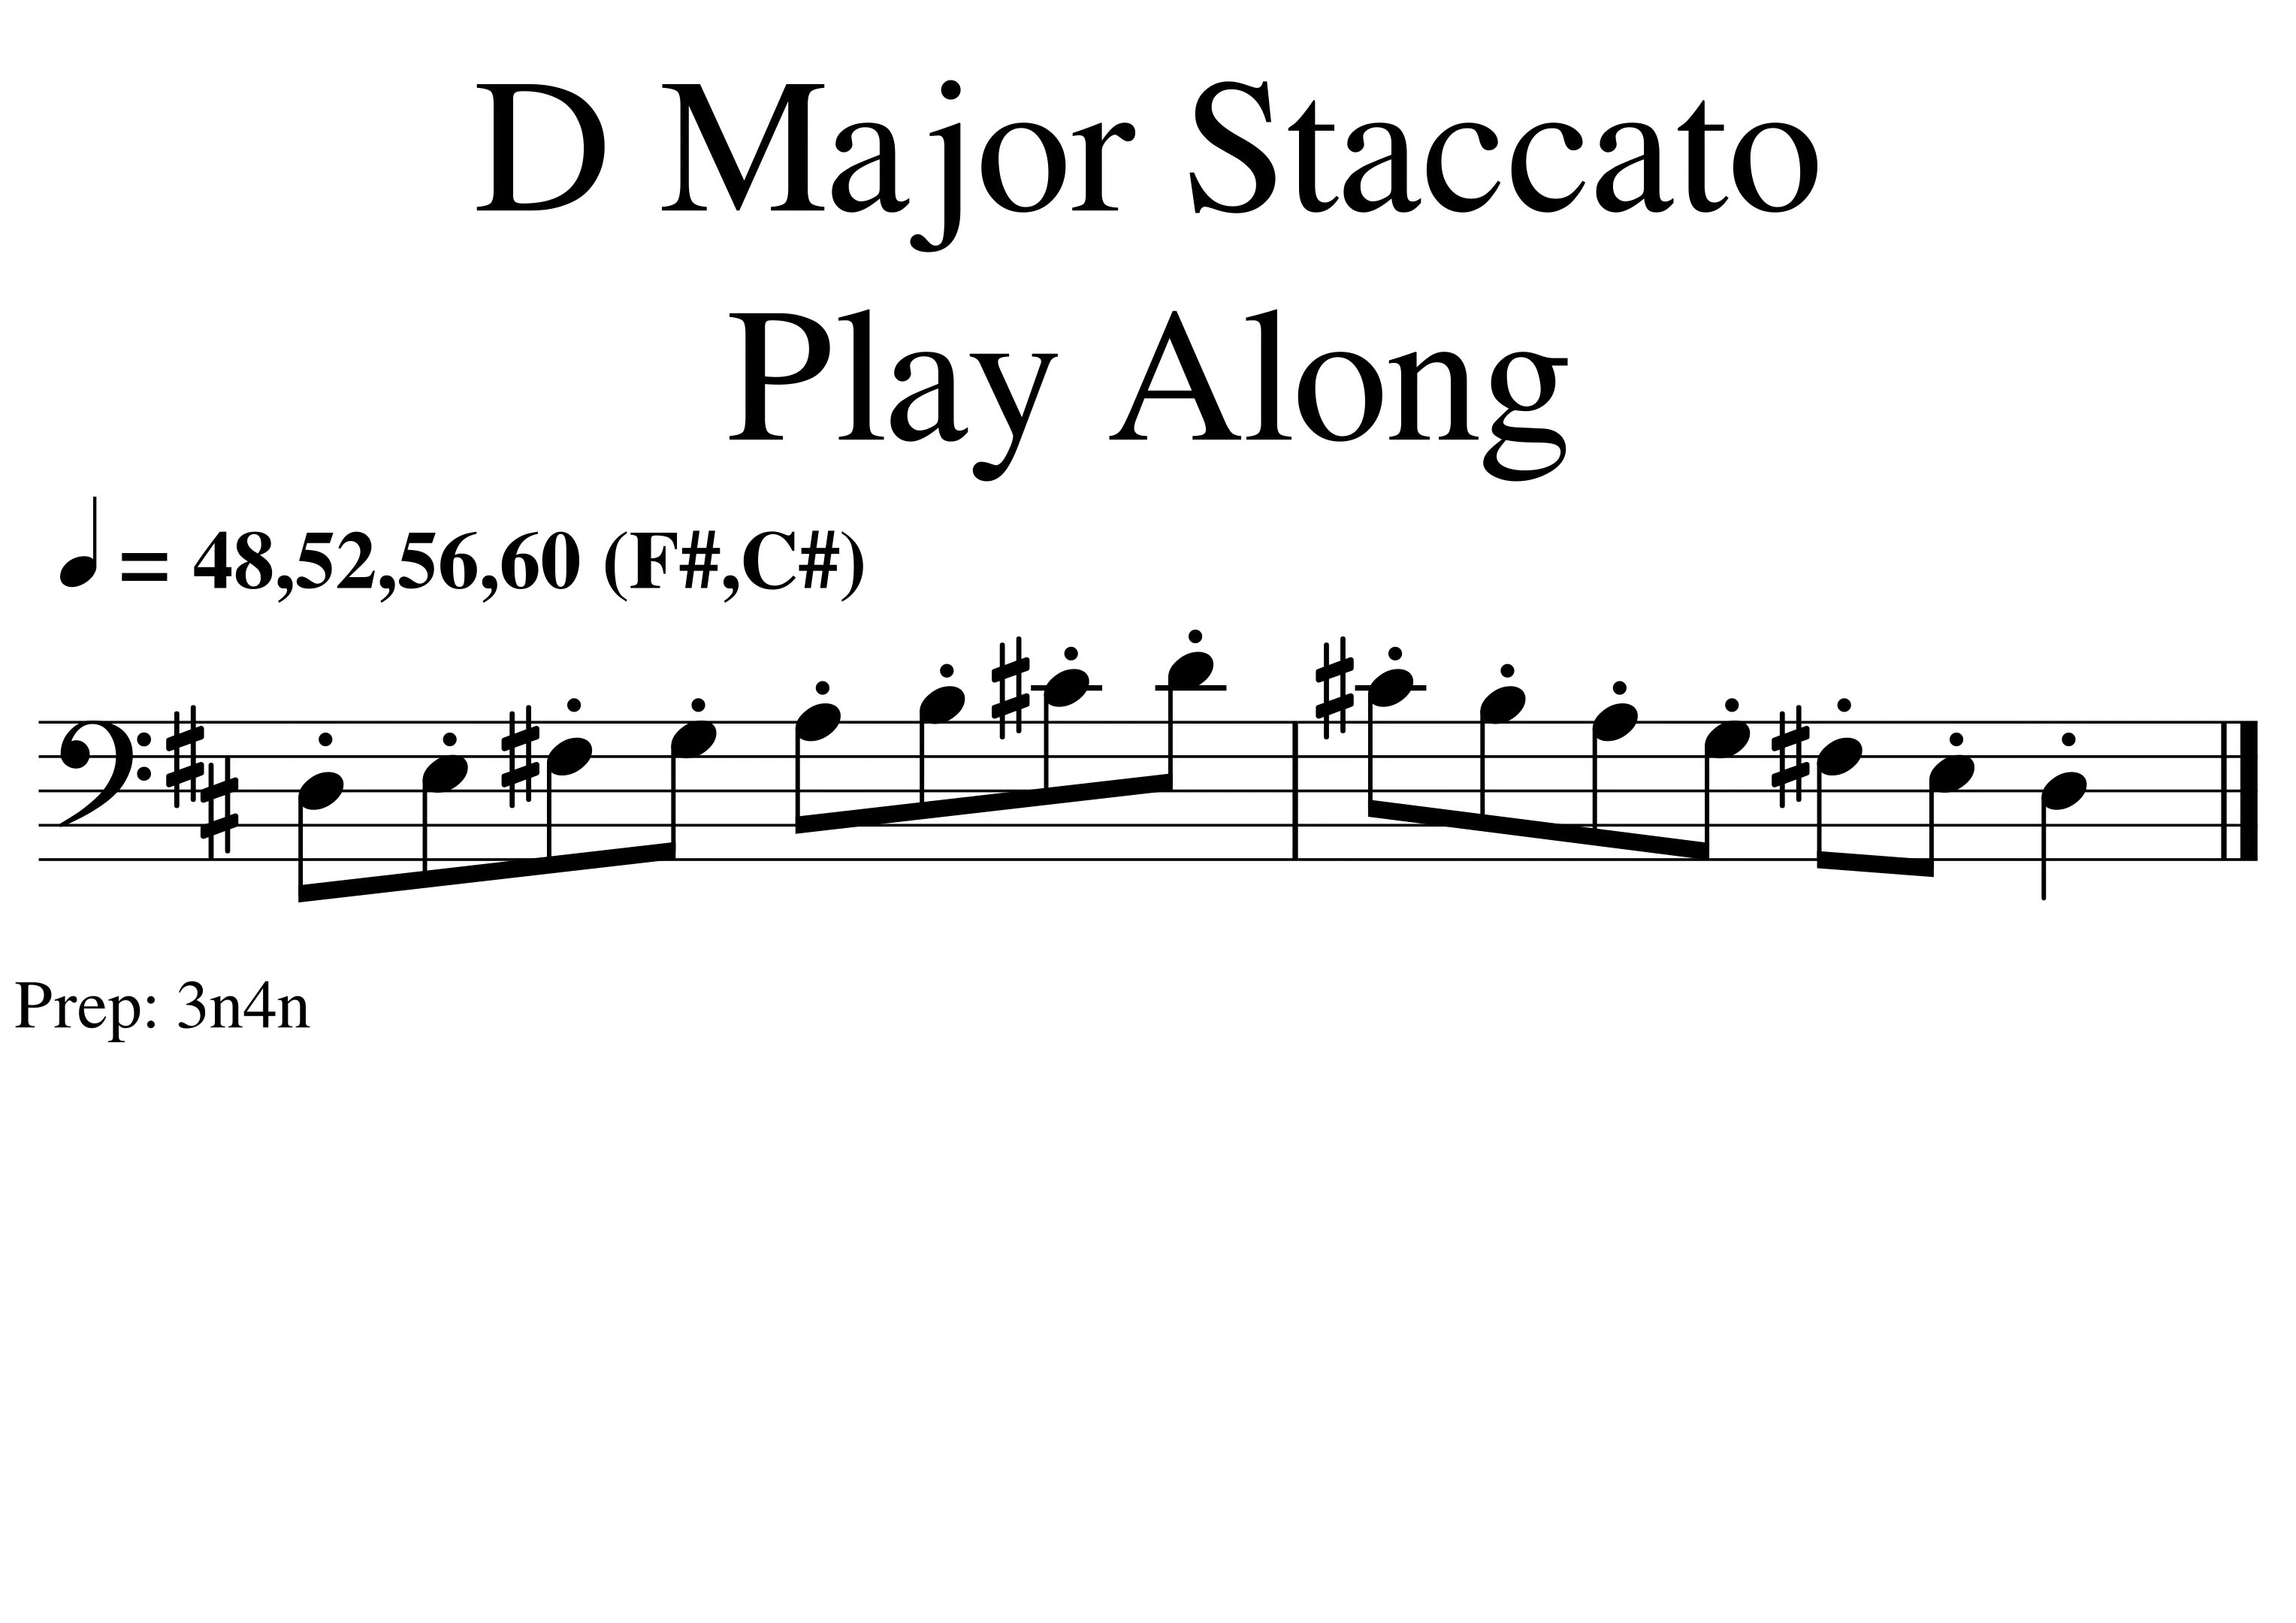 D Major Staccato
Play Along
= 48,52,56,60 (F#,C#)
Prep: 3n4n